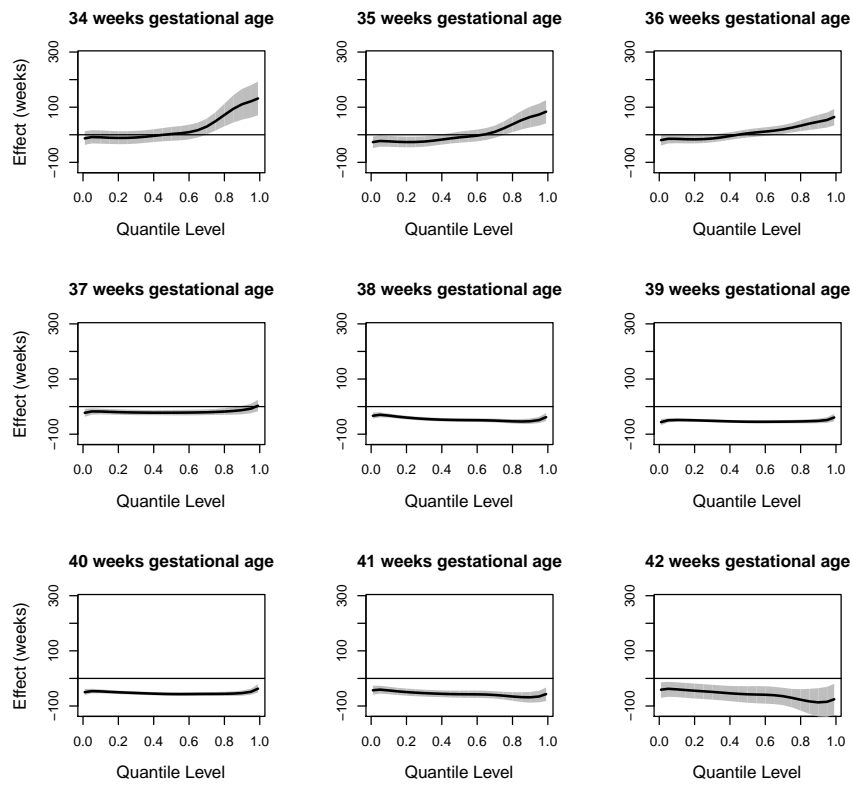 34 weeks gestational age
35 weeks gestational age
36 weeks gestational age
Effect (weeks)
300
100
−100
0.0 0.2 0.4 0.6 0.8 1.0
Quantile Level
300
100
−100
0.0 0.2 0.4 0.6 0.8 1.0
Quantile Level
300
100
−100
0.0 0.2 0.4 0.6 0.8 1.0
Quantile Level
37 weeks gestational age
38 weeks gestational age
39 weeks gestational age
Effect (weeks)
300
100
−100
0.0 0.2 0.4 0.6 0.8 1.0
Quantile Level
300
100
−100
0.0 0.2 0.4 0.6 0.8 1.0
Quantile Level
300
100
−100
0.0 0.2 0.4 0.6 0.8 1.0
Quantile Level
40 weeks gestational age
41 weeks gestational age
42 weeks gestational age
Effect (weeks)
300
100
−100
0.0 0.2 0.4 0.6 0.8 1.0
Quantile Level
300
100
−100
0.0 0.2 0.4 0.6 0.8 1.0
Quantile Level
300
100
−100
0.0 0.2 0.4 0.6 0.8 1.0
Quantile Level